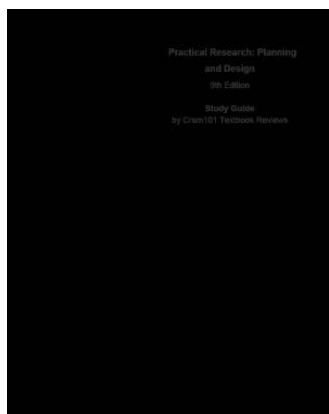 Practical Research: Planning
and Design
9th Edition
Study Guide
by Cram101 Textbook Reviews